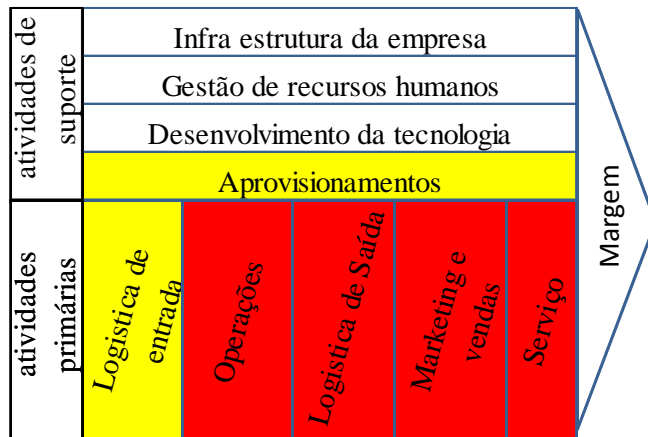 atividades de
suporte
Infra estrutura da empresa
Gestão de recursos humanos
Desenvolvimento da tecnologia
Aprovisionamentos
atividades
primárias
Logistica de
entrada
Operações
Logistica de Saída
Marketing e
vendas
Serviço
Margem